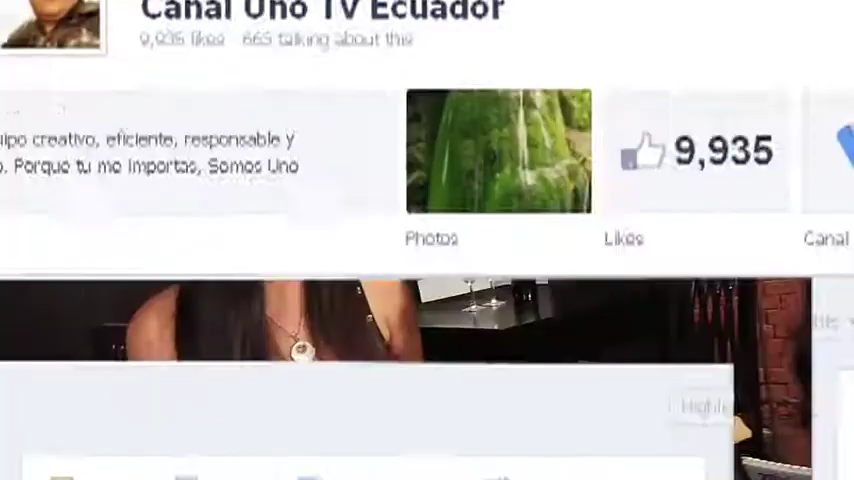 Canal Uno TV Ecuador
9,935 likes · 665 talking about this
uipo creativo, eficiente, responsable y
o. Porque tu me importas, Somos Uno
9,935
Photos
Likes
Canal
Highli